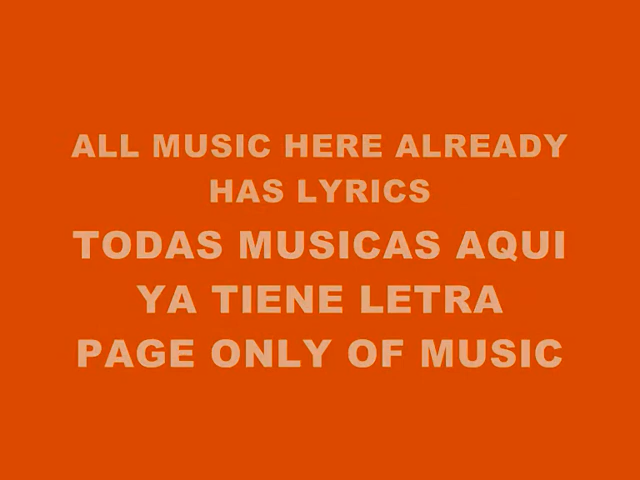 ALL MUSIC HERE ALREADY
HAS LYRICS
TODAS MUSICAS AQUI
YA TIENE LETRA
PAGE ONLY OF MUSIC